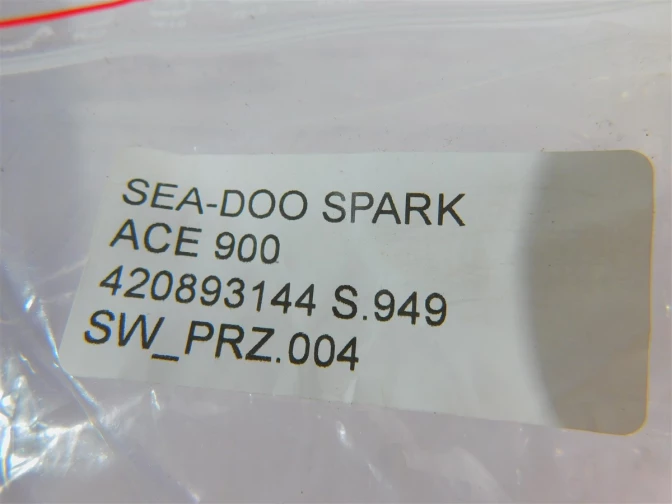 SEA-DOO SPARK
ACE 900
420893144 S.949
SW_PRZ.004